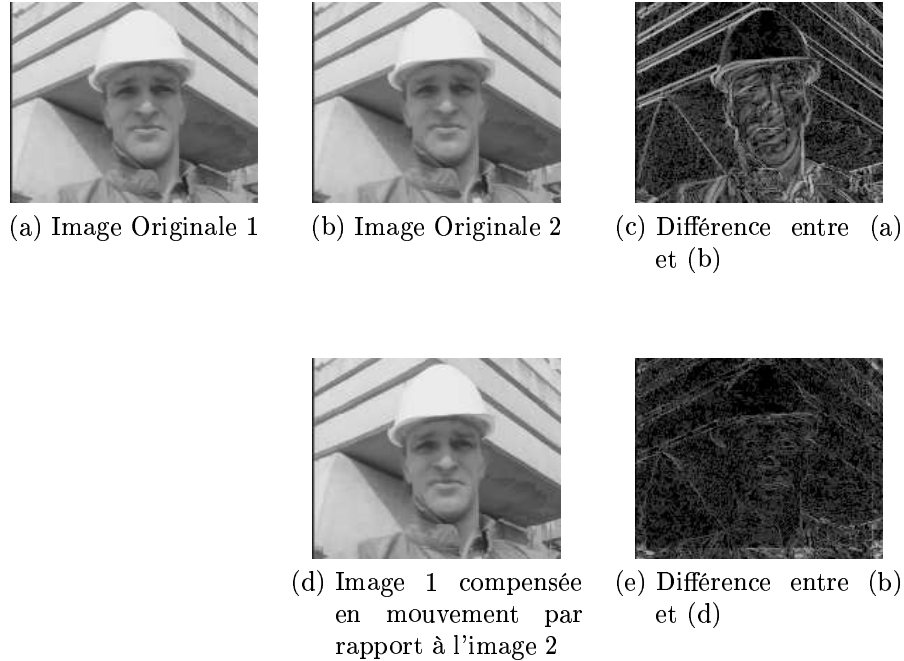 (a) Image Originale 1
(b) Image Originale 2
(c) Différence entre (a)
et (b)
(d) Image 1 compensée
en mouvement par
rapport à l'image 2
(e) Différence entre (b)
et (d)